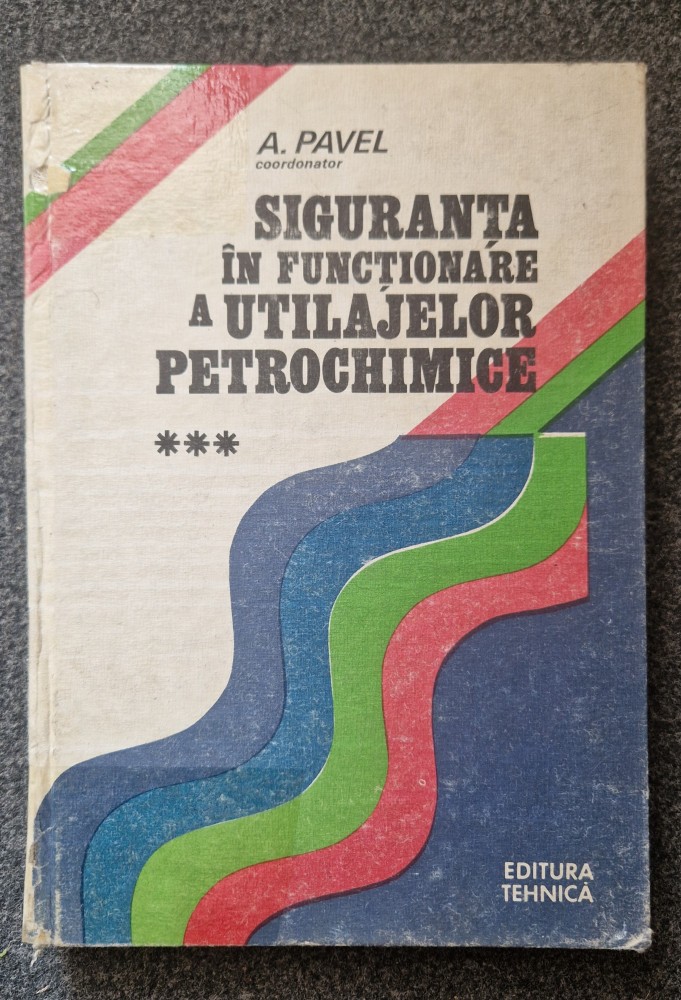 A. PAVEL
coordonator
SIGURANȚA
ÎN FUNCȚIONARE
A UTILAJELOR
PETROCHIMICE
***
EDITURA
TEHNICĂ